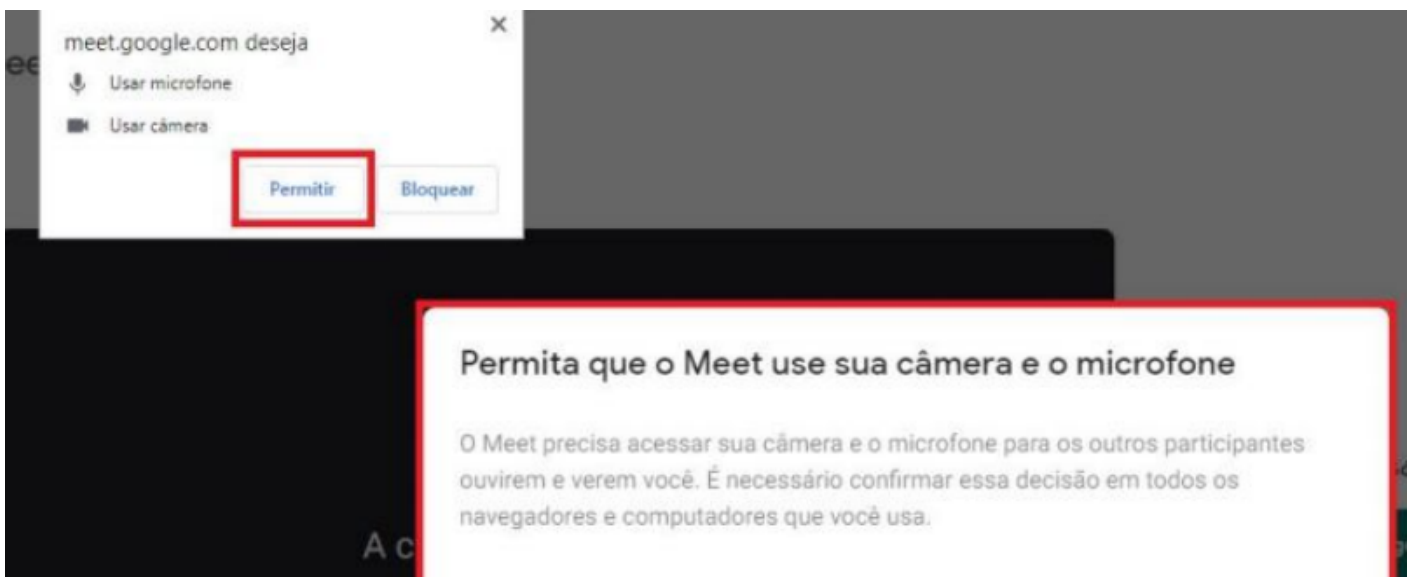 meet.google.com deseja
Usar microfone
Usar câmera
Permitir Bloquear
Permita que o Meet use sua câmera e o microfone
O Meet precisa acessar sua câmera e o microfone para os outros participantes
ouvirem e verem você. É necessário confirmar essa decisão em todos os
navegadores e computadores que você usa.
A c